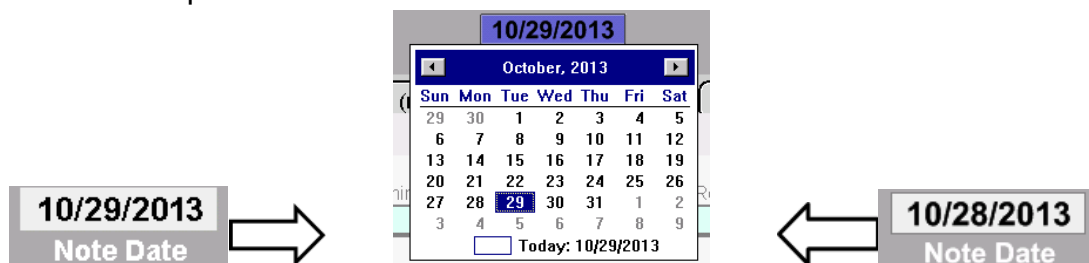 10/29/2013
October, 2013
Sun Mon Tue Wed Thu Fri Sat
29 30 1 2 3 4 5
6 7 8 9 10 11 12
13 14 15 16 17 18 19
20 21 22 23 24 25 26
27 28 29 30 31 1 2
3 4 5 6 7 8 9
Today: 10/29/2013
10/29/2013
Note Date
10/28/2013
Note Date